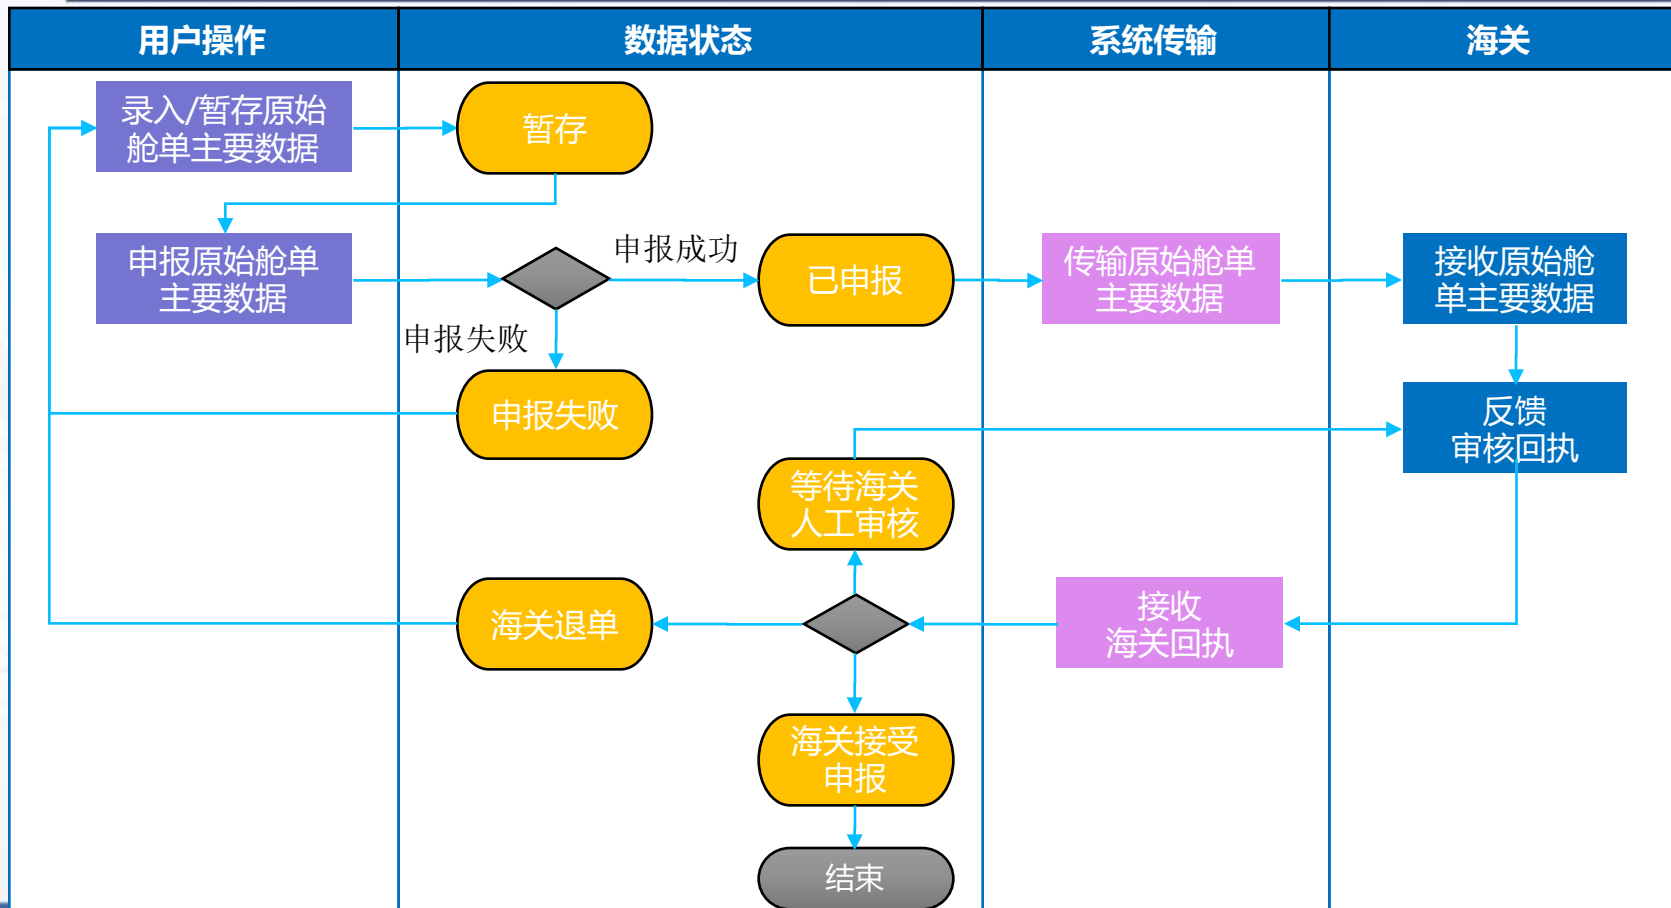 用户操作
数据状态
系统传输
海关
录入/暂存原始
舱单主要数据
暂存
申报原始舱单
主要数据
申报成功
已申报
传输原始舱单
主要数据
接收原始舱
单主要数据
申报失败
申报失败
反馈
审核回执
等待海关
人工审核
海关退单
接收
海关回执
海关接受
申报
结束